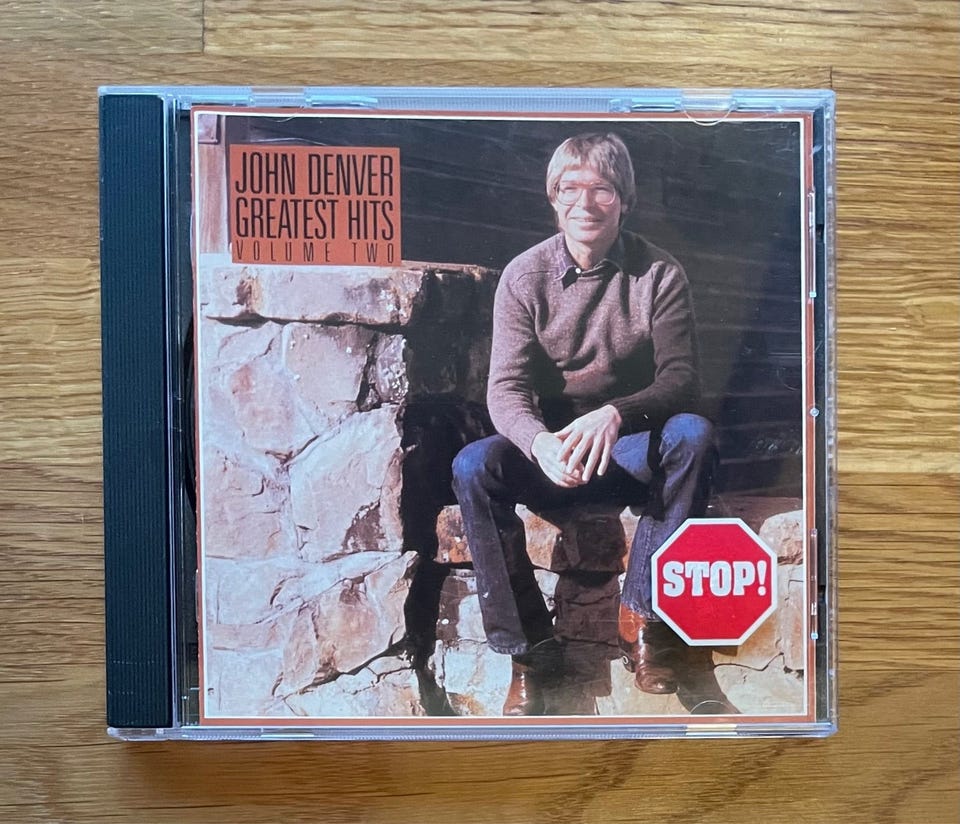 JOHN DENVER
GREATEST HITS
VOLUME TWO
STOP!